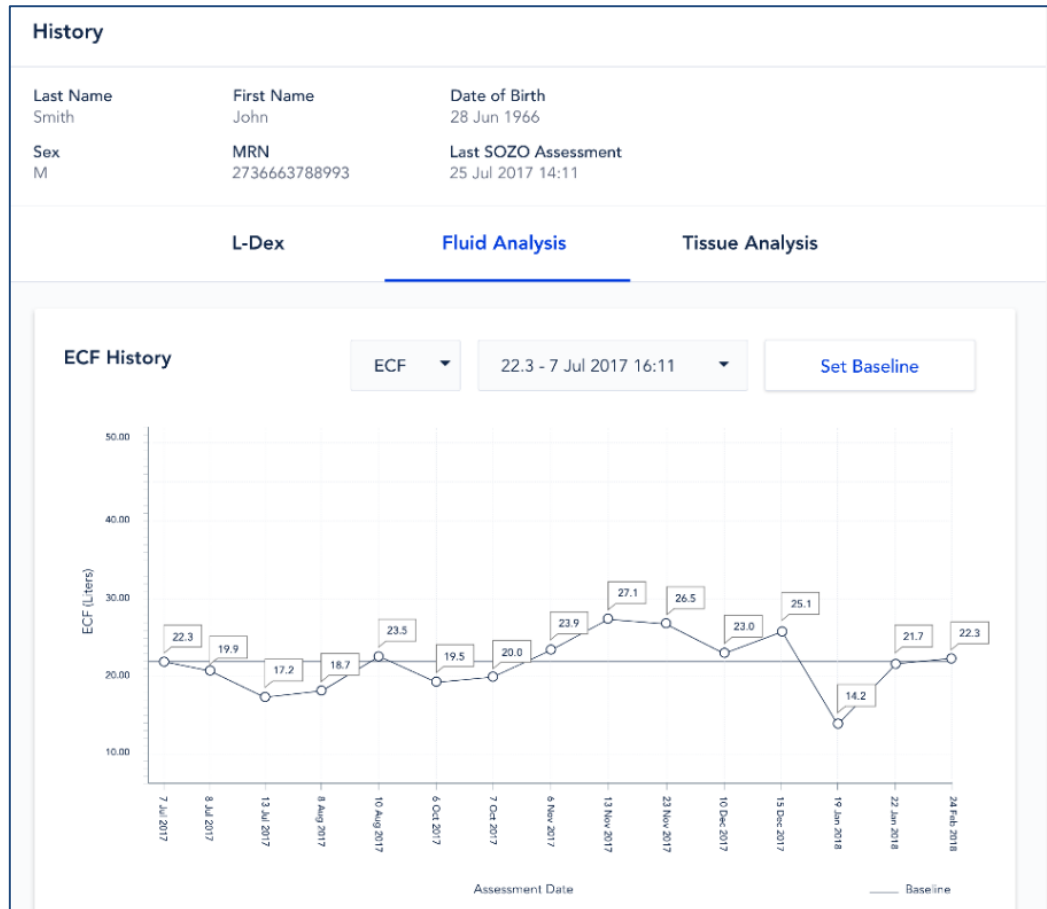 History
Last Name First Name Date of Birth
Smith John 28 Jun 1966
Sex MRN Last SOZO Assessment
M 2736663788993 25 Jul 2017 14:11
L-Dex Fluid Analysis Tissue Analysis
ECF History ECF 22.3 - 7 Jul 2017 16:11 Set Baseline
50.00
40.00
30.00
20.00
10.00
ECF (Liters)
22.3
19.9
17.2
18.7
23.5
19.5
20.0
23.9
27.1
26.5
23.0
25.1
14.2
21.7
22.3
7 Jul 2017
8 Jul 2017
13 Jul 2017
8 Aug 2017
10 Aug 2017
6 Oct 2017
7 Oct 2017
6 Nov 2017
13 Nov 2017
23 Nov 2017
10 Dec 2017
15 Dec 2017
19 Jan 2018
22 Jan 2018
24 Feb 2018
Assessment Date
Baseline